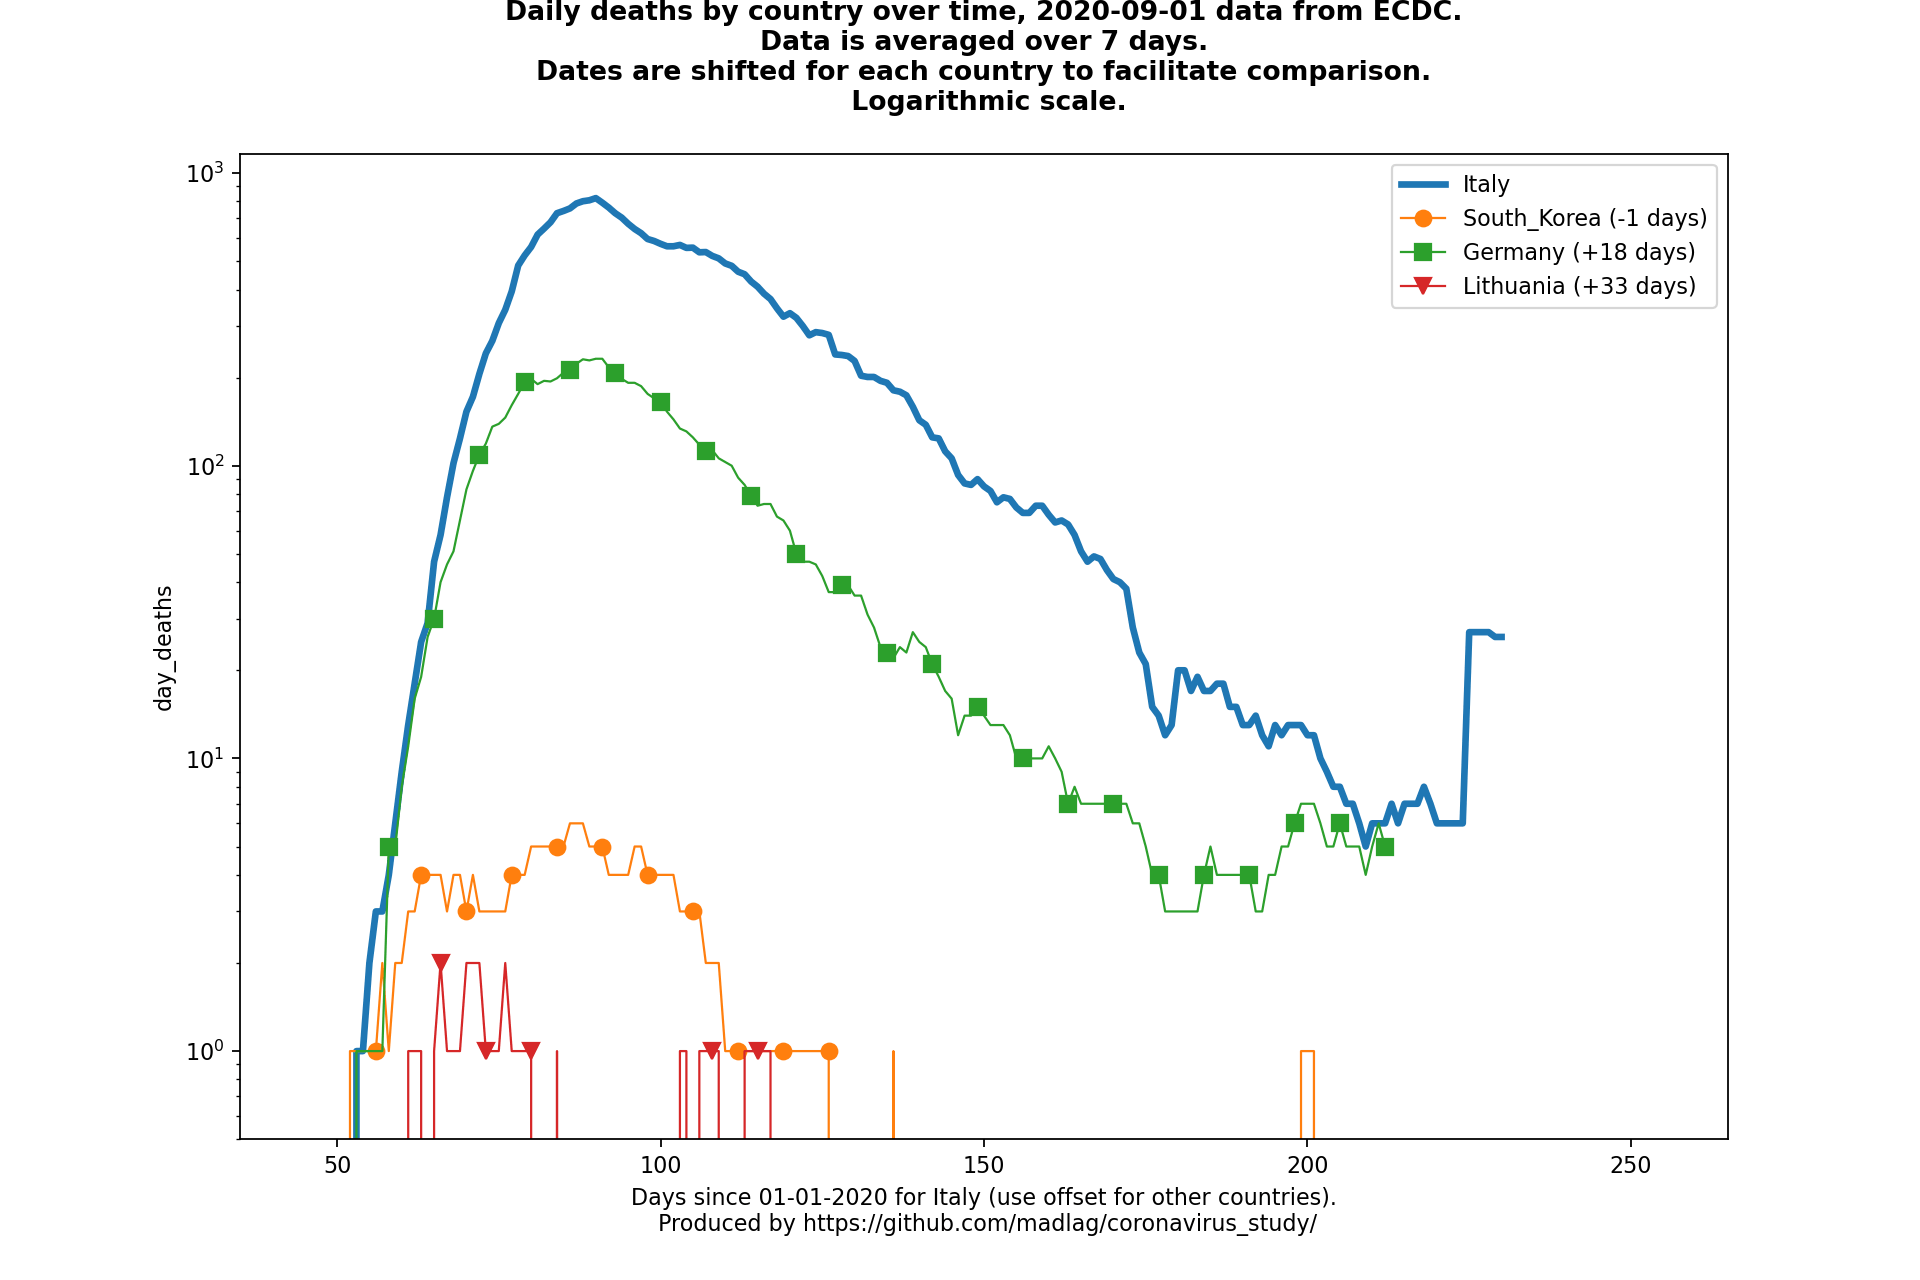 Daily deaths by country over time, 2020-09-01 data from ECDC.
Data is averaged over 7 days.
Dates are shifted for each country to facilitate comparison.
Logarithmic scale.
10³
10²
10¹
10⁰
day_deaths
Italy
South_Korea (-1 days)
Germany (+18 days)
Lithuania (+33 days)
50 100 150 200 250
Days since 01-01-2020 for Italy (use offset for other countries).
Produced by https://github.com/madlag/coronavirus_study/